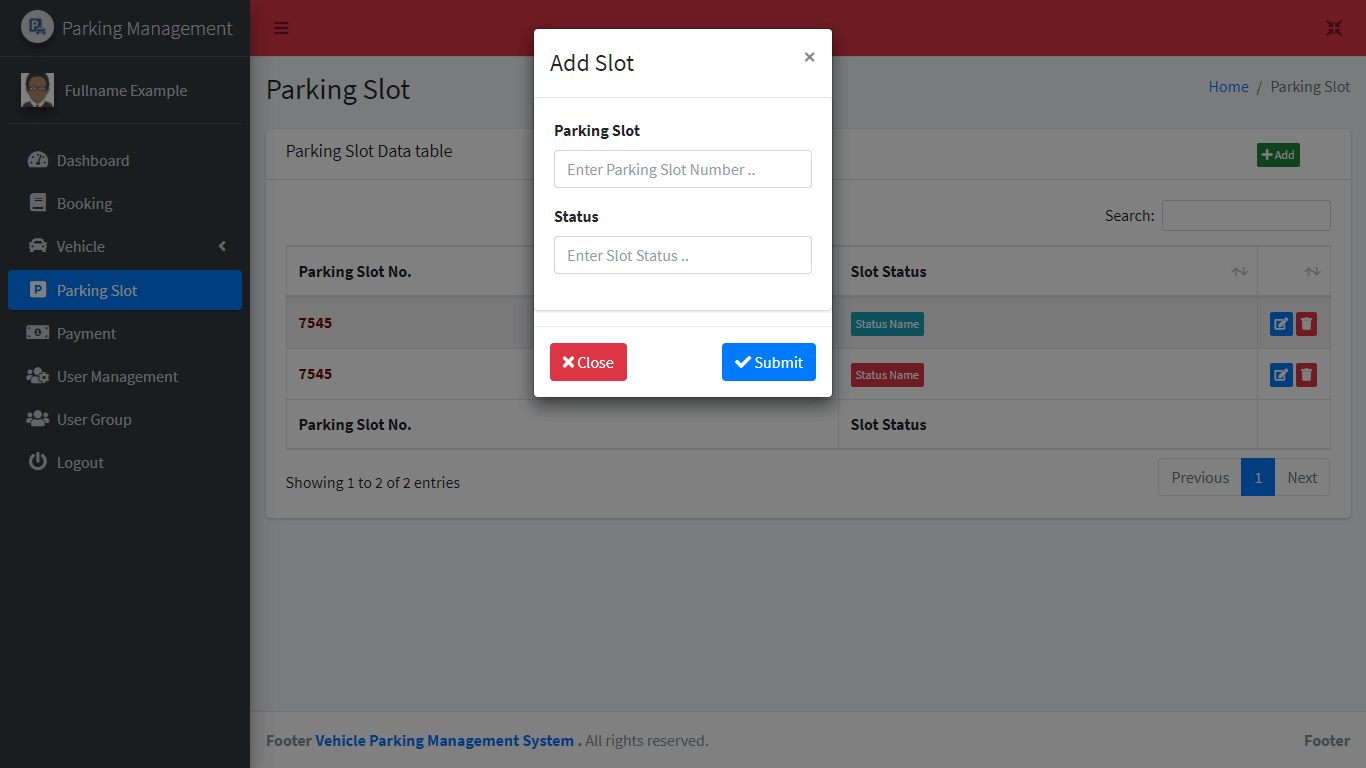 Parking Management
Fullname Example
Dashboard
Booking
Vehicle
Parking Slot
Payment
User Management
User Group
Logout
Parking Slot
Home / Parking Slot
Parking Slot Data table
Add
Search:
Parking Slot No.
Slot Status
7545
Status Name
7545
Status Name
Parking Slot No.
Slot Status
Showing 1 to 2 of 2 entries
Previous 1 Next
Add Slot
×
Parking Slot
Enter Parking Slot Number ..
Status
Enter Slot Status ..
Close
Submit
Footer Vehicle Parking Management System . All rights reserved.
Footer